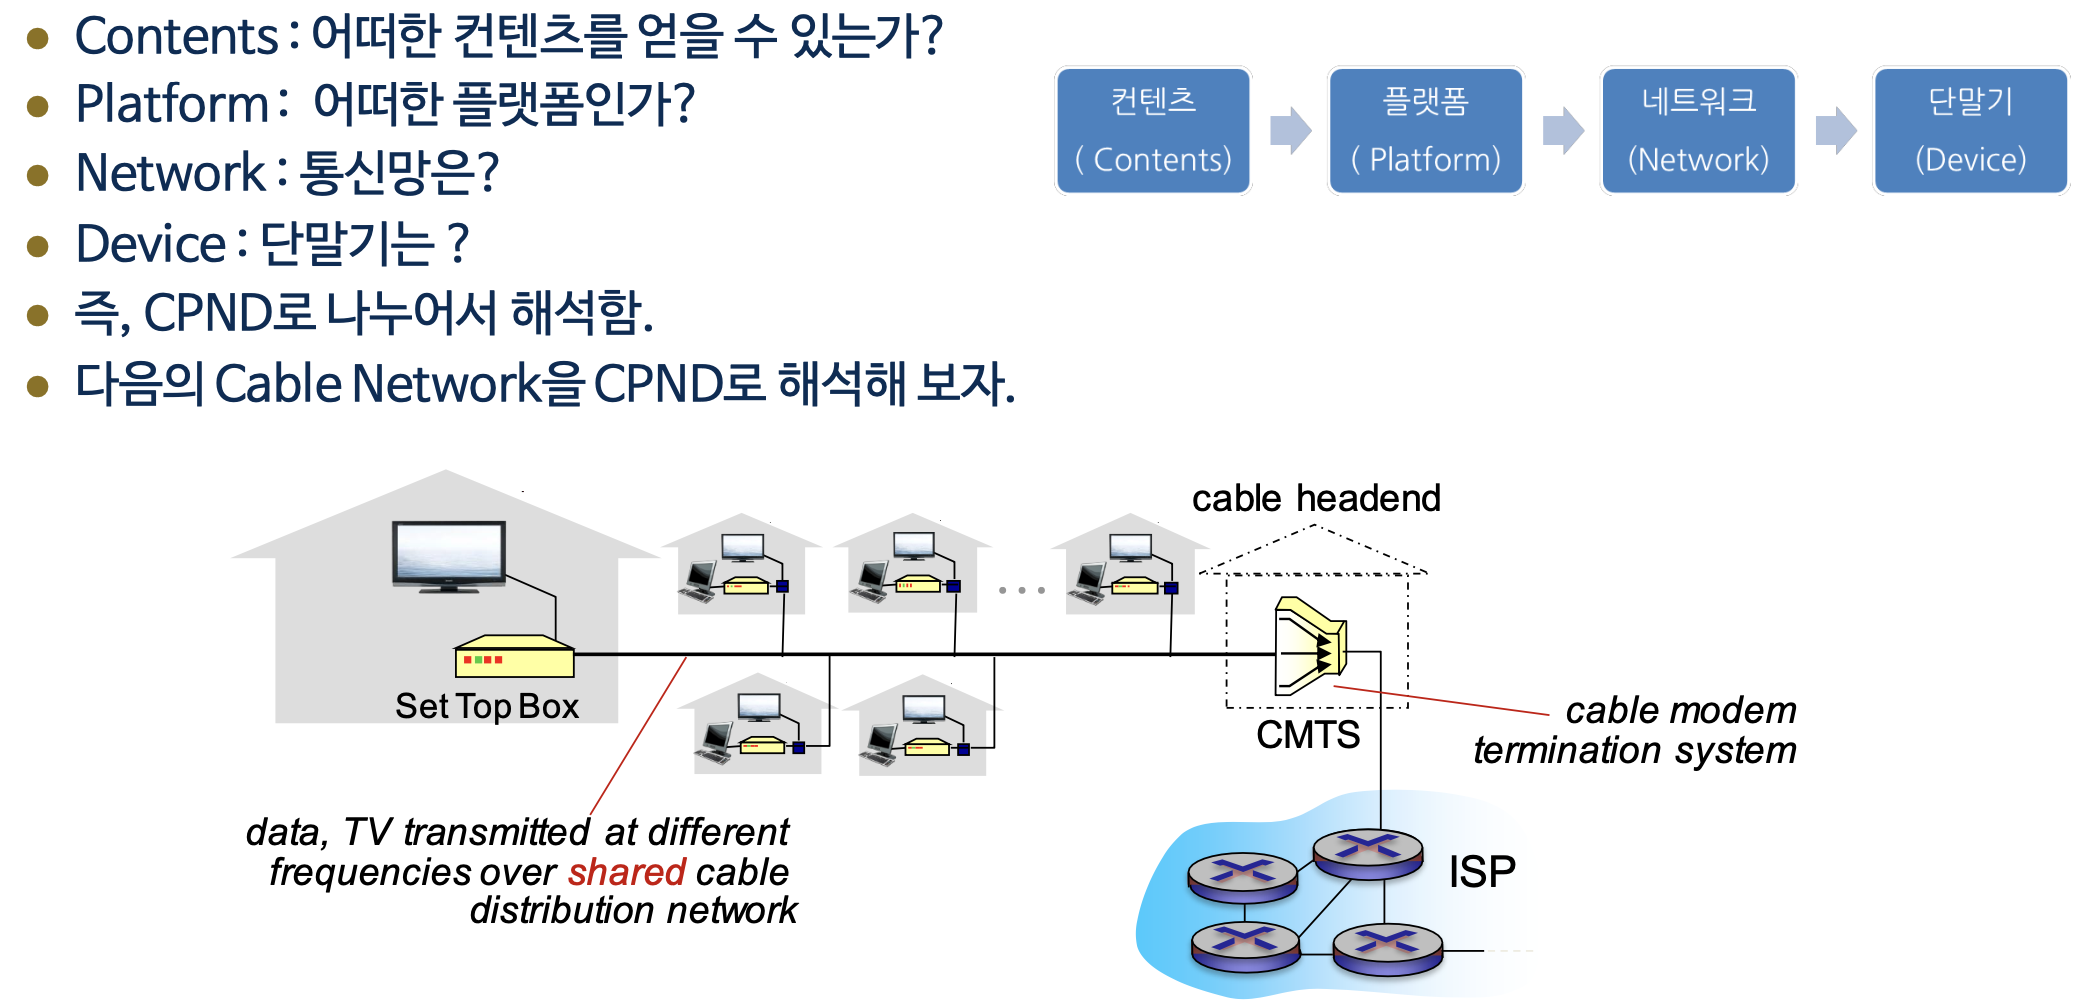 Contents : 어떠한 컨텐츠를 얻을 수 있는가?
Platform : 어떠한 플랫폼인가?
Network : 통신망은?
Device : 단말기는 ?
즉, CPND로 나누어서 해석함.
다음의 Cable Network을 CPND로 해석해 보자.
컨텐츠
( Contents)
플랫폼
( Platform)
네트워크
(Network)
단말기
(Device)
cable headend
Set Top Box
CMTS
cable modem
termination system
data, TV transmitted at different
frequencies over shared cable
distribution network
ISP